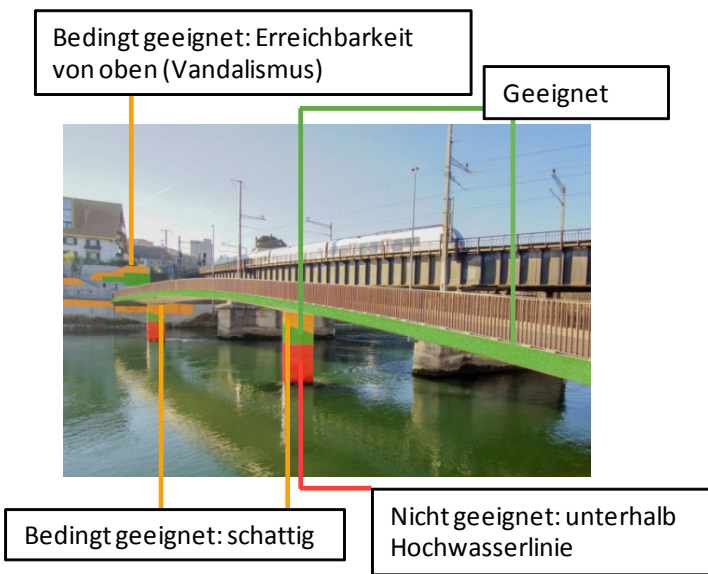 Bedingt geeignet: Erreichbarkeit
von oben (Vandalismus)
Geeignet
Bedingt geeignet: schattig
Nicht geeignet: unterhalb
Hochwasserlinie